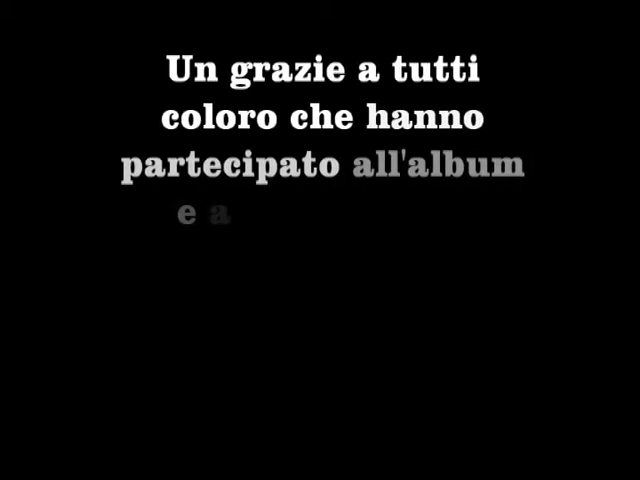 Un grazie a tutti
coloro che hanno
partecipato all'album
e a